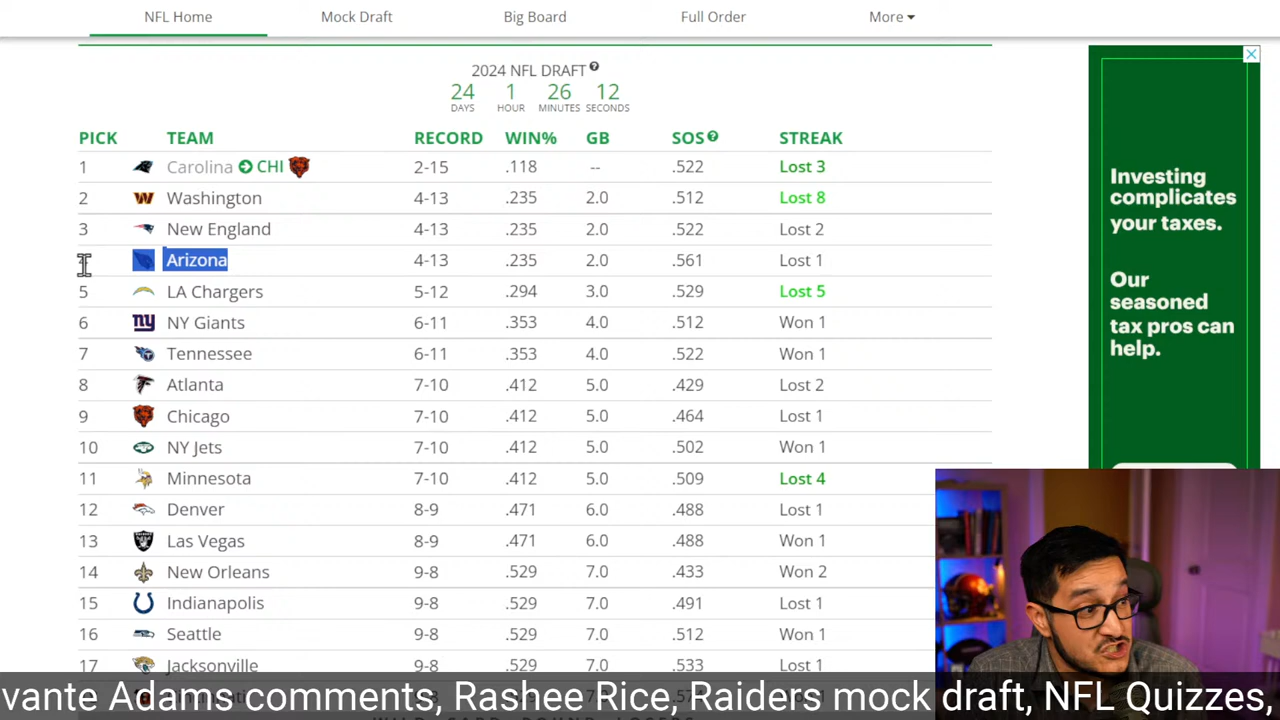 NFL Home Mock Draft Big Board Full Order More
2024 NFL DRAFT ?
24 1 26 12
DAYS HOUR MINUTES SECONDS
PICK TEAM RECORD WIN% GB SOS ? STREAK
1 Carolina CHI 2-15 .118 -- .522 Lost 3
2 Washington 4-13 .235 2.0 .512 Lost 8
3 New England 4-13 .235 2.0 .522 Lost 2
Arizona 4-13 .235 2.0 .561 Lost 1
5 LA Chargers 5-12 .294 3.0 .529 Lost 5
6 NY Giants 6-11 .353 4.0 .512 Won 1
7 Tennessee 6-11 .353 4.0 .522 Won 1
8 Atlanta 7-10 .412 5.0 .429 Lost 2
9 Chicago 7-10 .412 5.0 .464 Lost 1
10 NY Jets 7-10 .412 5.0 .502 Won 1
11 Minnesota 7-10 .412 5.0 .509 Lost 4
12 Denver 8-9 .471 6.0 .488 Lost 1
13 Las Vegas 8-9 .471 6.0 .488 Won 1
14 New Orleans 9-8 .529 7.0 .433 Won 2
15 Indianapolis 9-8 .529 7.0 .491 Lost 1
16 Seattle 9-8 .529 7.0 .512 Won 1
17 Jacksonville 9-8 .529 7.0 .533 Lost 1
Investing
complicates
your taxes.
Our
seasoned
tax pros can
help.
vante Adams comments, Rashee Rice, Raiders mock draft, NFL Quizzes,